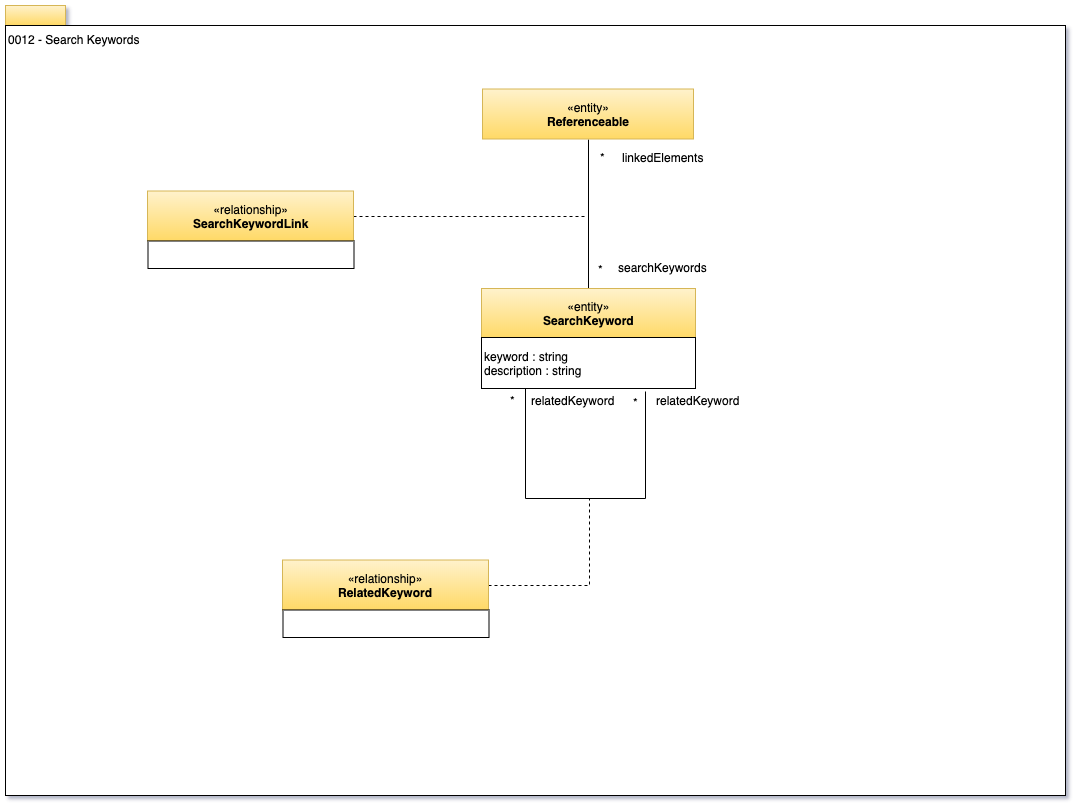 0012 - Search Keywords
«entity»
Referenceable
* linkedElements
«relationship»
SearchKeywordLink
* searchKeywords
«entity»
SearchKeyword
keyword : string
description : string
* relatedKeyword * relatedKeyword
«relationship»
RelatedKeyword